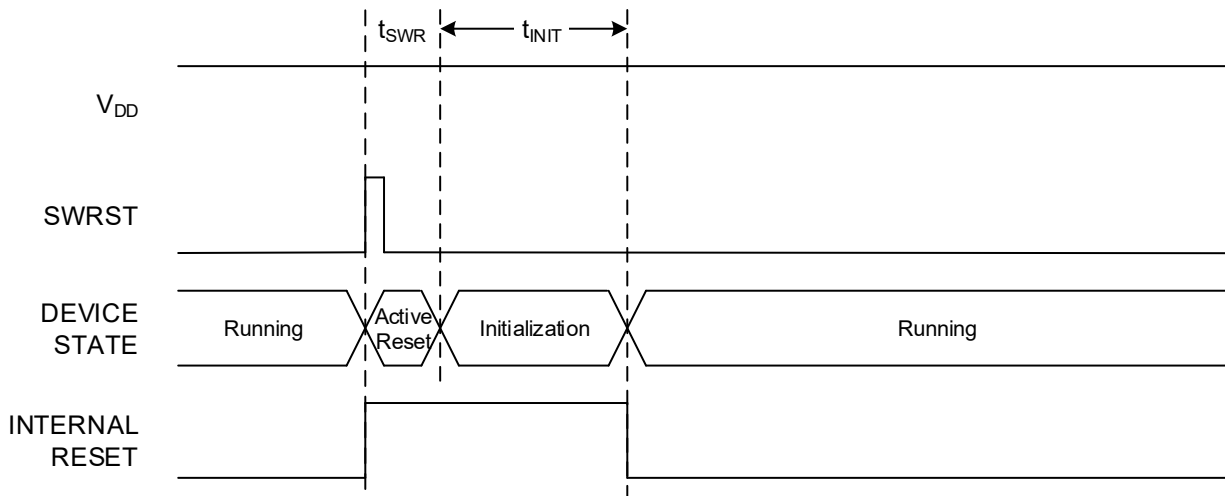 tSWR tINIT
VDD
SWRST
DEVICE
STATE
Running Active
Reset Initialization Running
INTERNAL
RESET